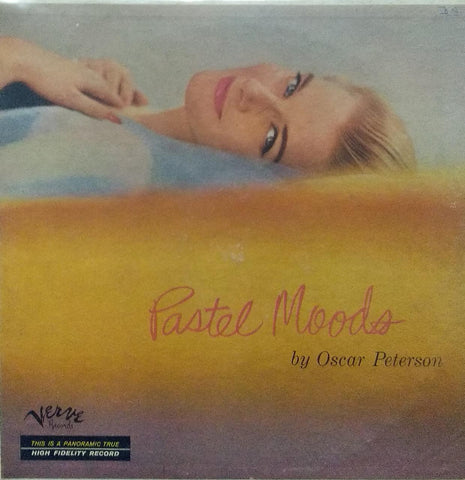 Pastel Moods
by Oscar Peterson
Verve
Records
THIS IS A PANORAMIC TRUE
HIGH FIDELITY RECORD